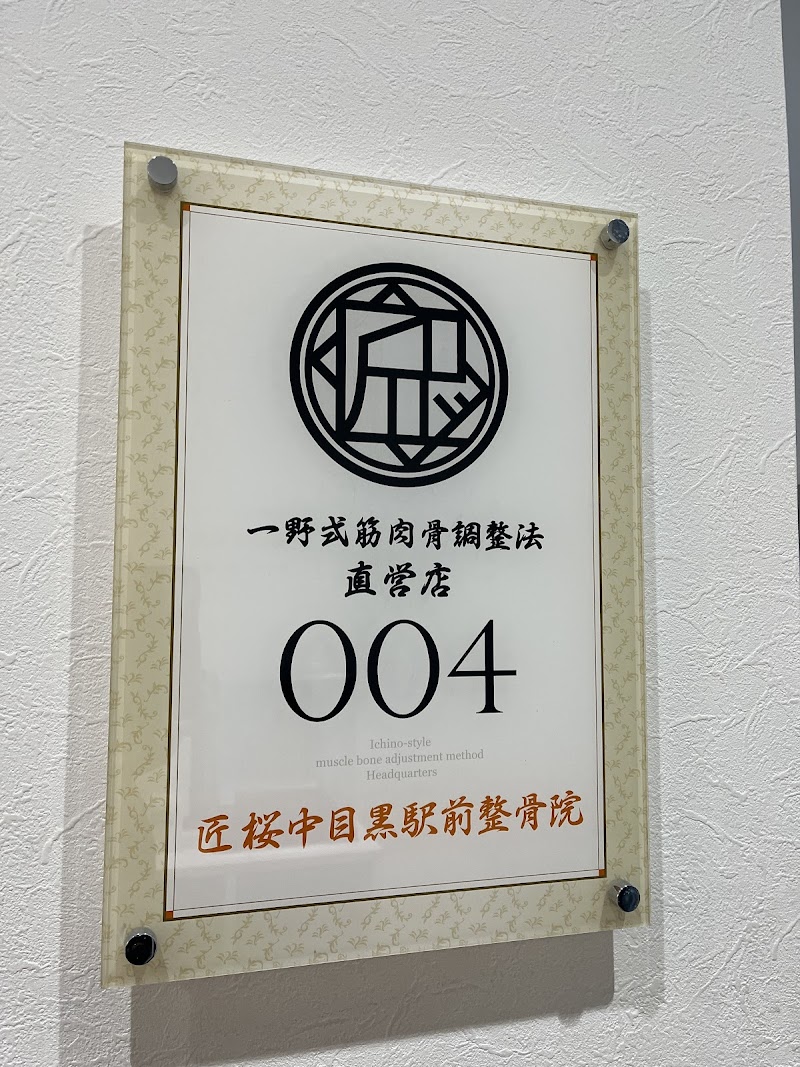 一野式筋肉骨調整法
直営店
004
Ichino-style
muscle bone adjustment method
Headquarters
匠桜中目黒駅前整骨院